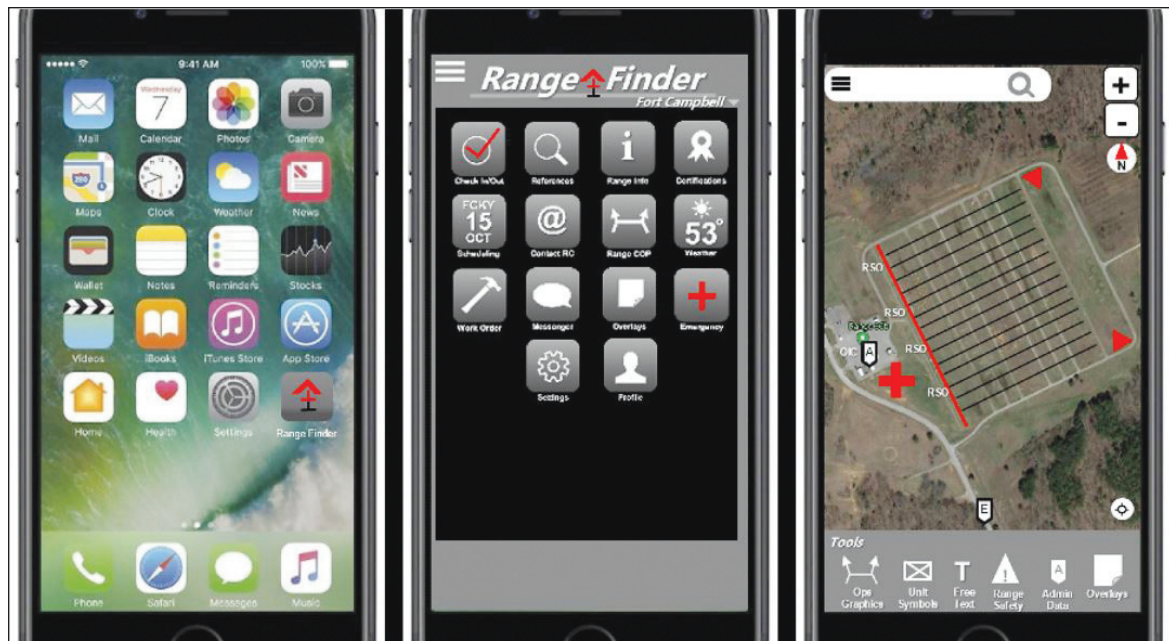 9:41 AM 100%
Wednesday
7
Mail Calendar Photos Camera
280
Maps Clock Weather News
Wallet Notes Reminders Stocks
Videos iBooks iTunes Store App Store
Home Health Settings Range Finder
Phone Safari Messages Music
Range Finder
Fort Campbell
Check In/Out References Range Info Certifications
FCKY
15
OCT
@
53°
Scheduling Contact RC Range COP Weather
Work Order Messenger Overlays Emergency
Settings Profile
+
-
N
RSO
RSO
OIC A RSO
RSO
E
Tools
T ! A
Ops Graphics Unit Symbols Free Text Range Safety Admin Data Overlays